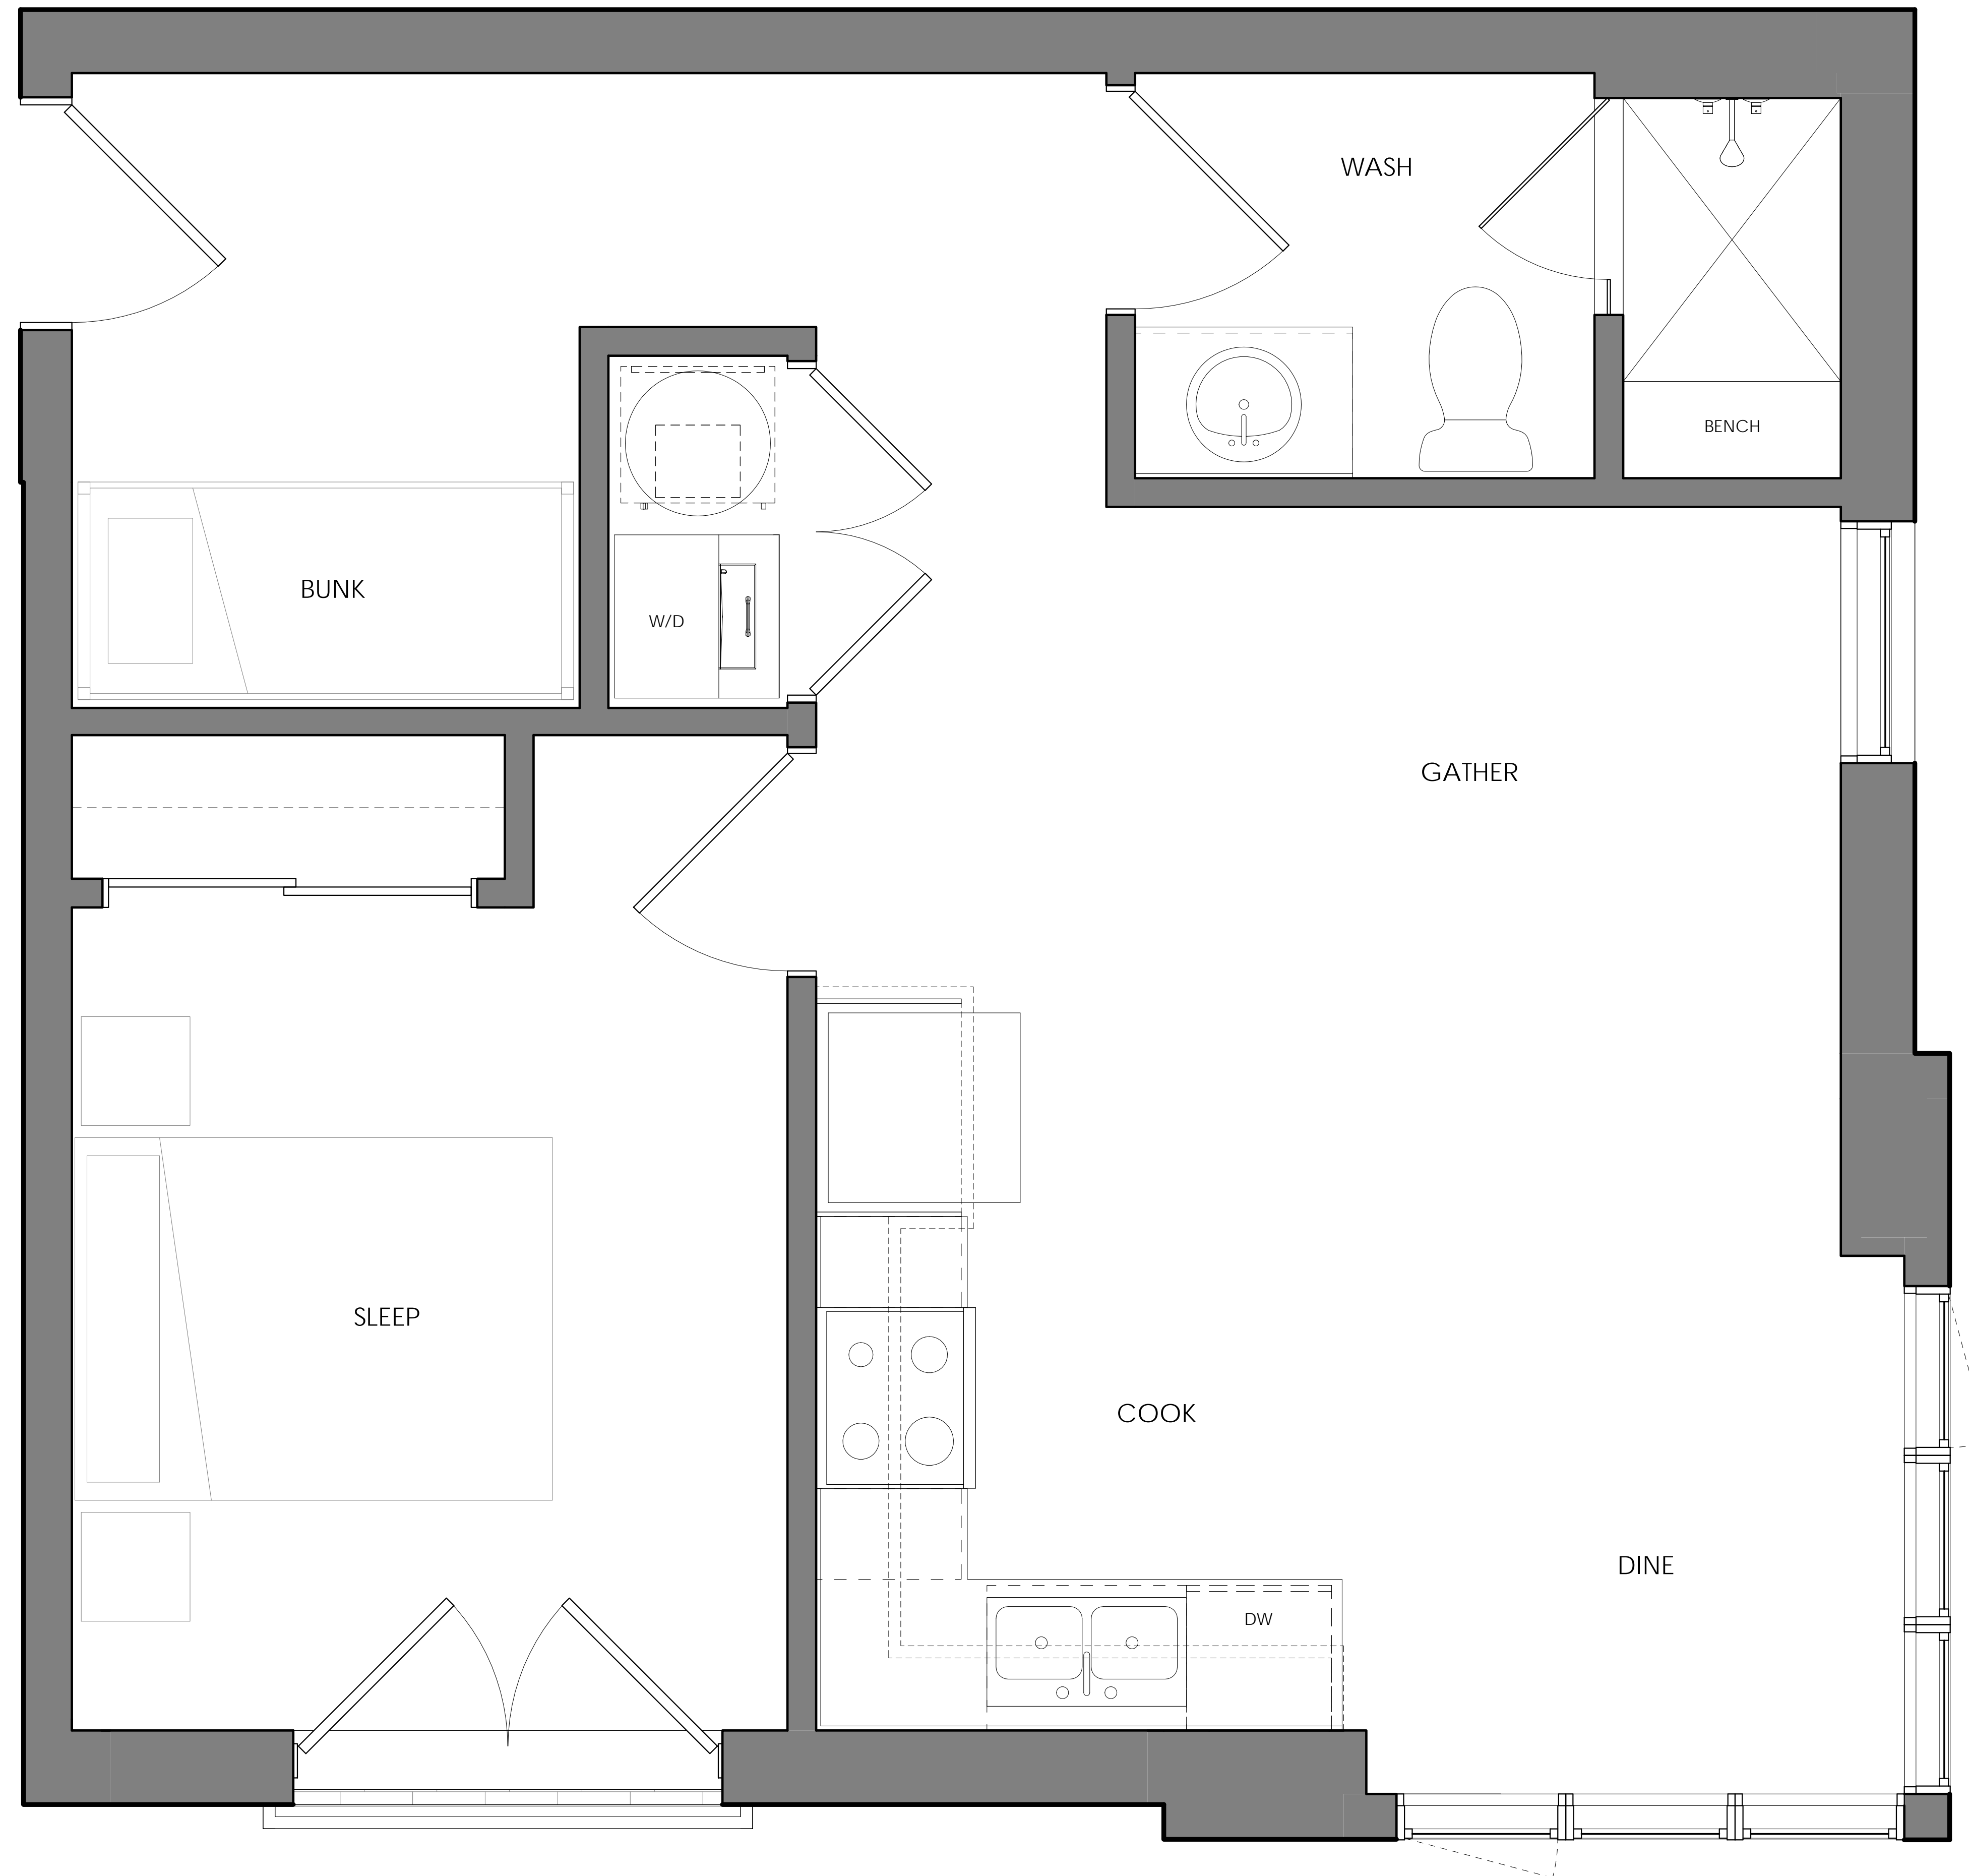 WASH
BENCH
BUNK
W/D
GATHER
SLEEP
COOK
DINE
DW